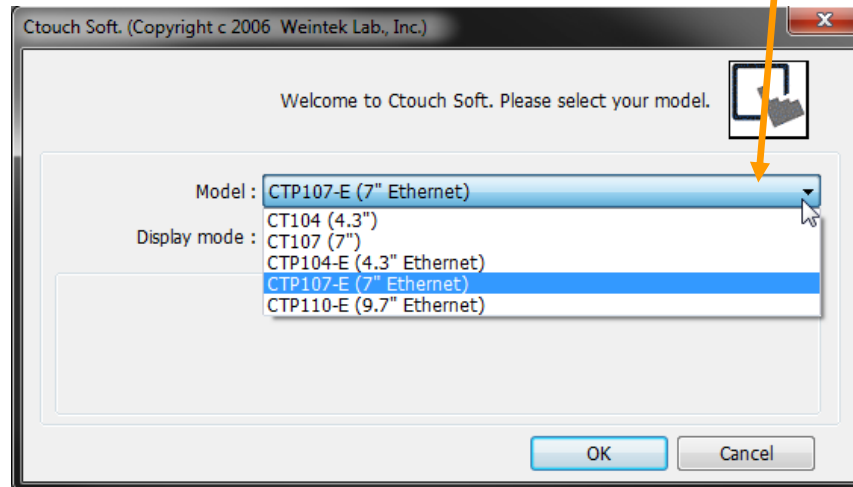 Ctouch Soft. (Copyright c 2006 Weintek Lab., Inc.)
Welcome to Ctouch Soft. Please select your model.
Model : CTP107-E (7" Ethernet)
CT104 (4.3")
Display mode : CT107 (7")
CTP104-E (4.3" Ethernet)
CTP107-E (7" Ethernet)
CTP110-E (9.7" Ethernet)
OK Cancel